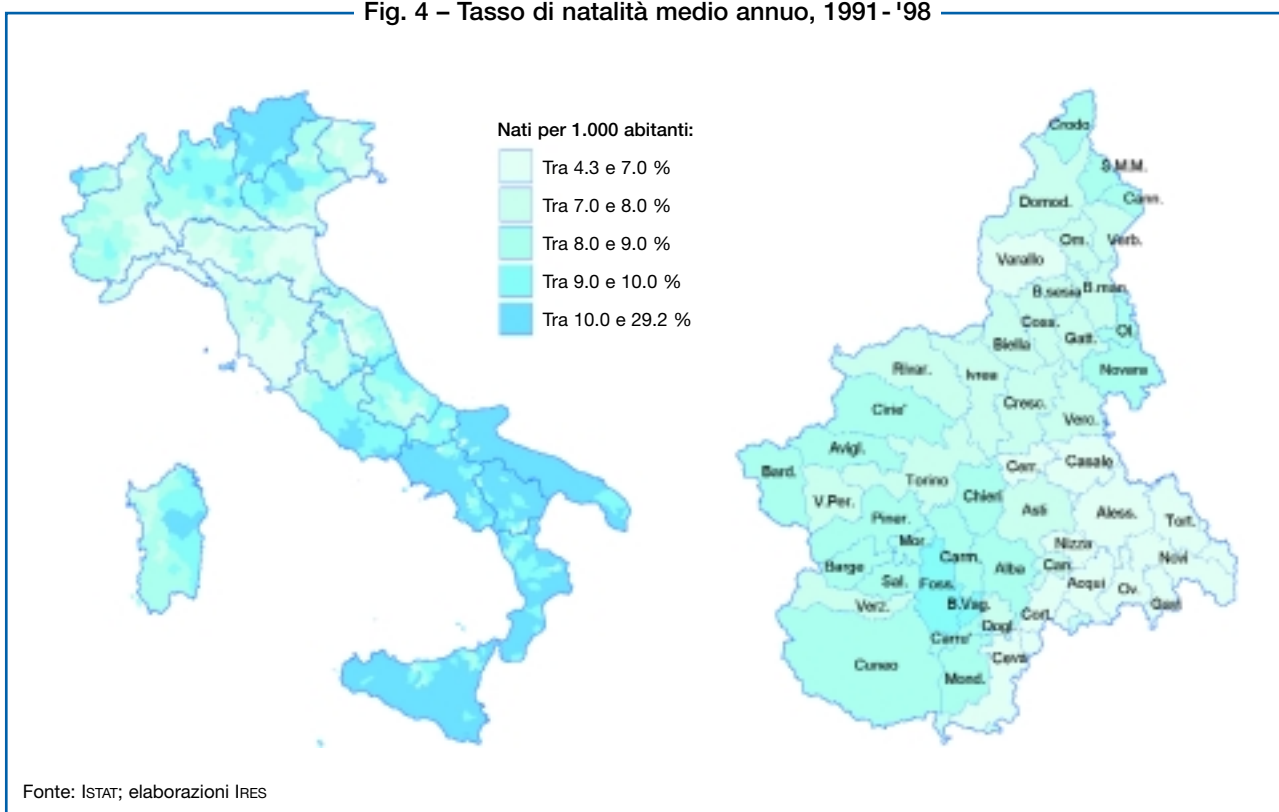 Fig. 4 – Tasso di natalità medio annuo, 1991-'98
Nati per 1.000 abitanti:
Tra 4.3 e 7.0 %
Tra 7.0 e 8.0 %
Tra 8.0 e 9.0 %
Tra 9.0 e 10.0 %
Tra 10.0 e 29.2 %
Crodo
S.M.M.
Domod.
Cann.
Om.
Verb.
Varallo
B.sesia
B.man.
Coss.
Ol.
Biella
Gatt.
Rivar.
Ivrea
Novara
Cirie'
Cresc.
Verc.
Avigl.
Bard.
Torino
Cerr.
Casale
V.Per.
Chieri
Asti
Aless.
Tort.
Piner.
Mor.
Nizza
Carm.
Novi
Barge
Alba
Can.
Sal.
Foss.
Acqui
Ov.
Verz.
B.Vag.
Gavi
Cort.
Dogl.
Carru'
Ceva
Cuneo
Mond.
Fonte: ISTAT; elaborazioni IRES